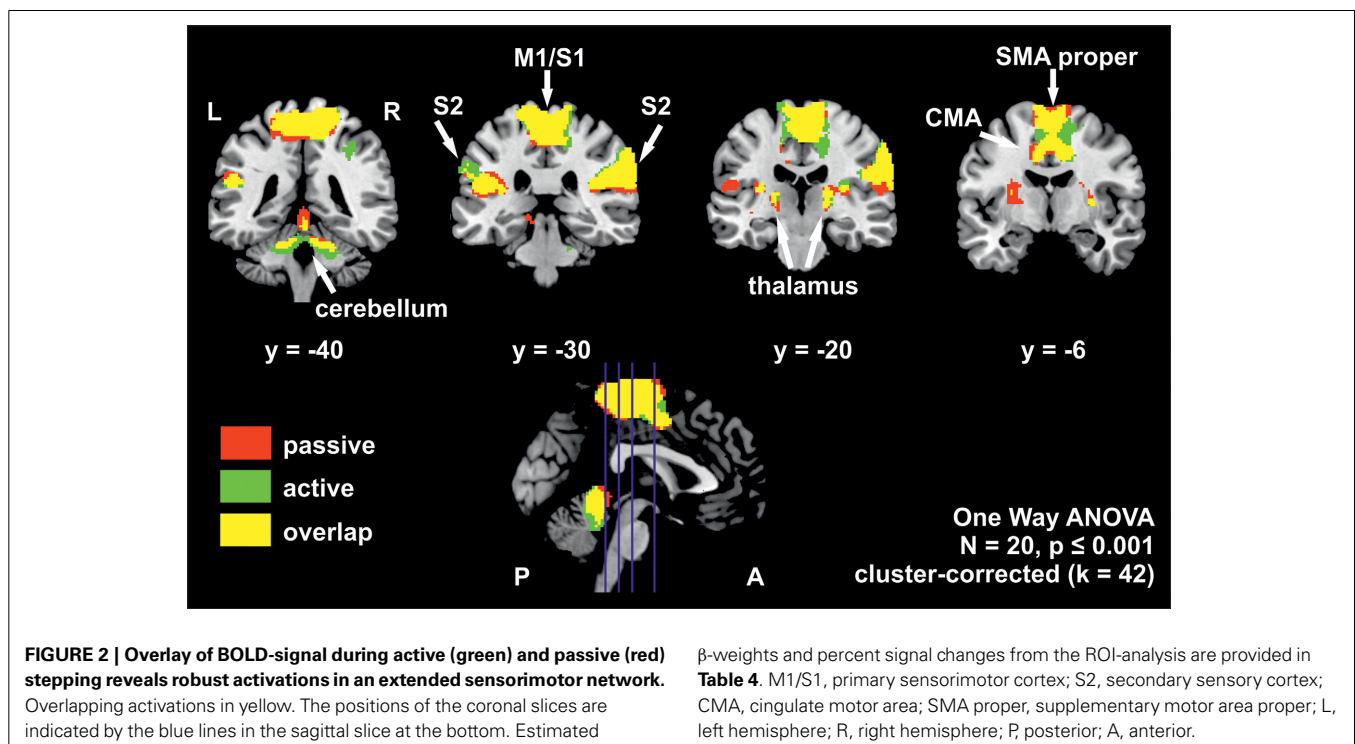 M1/S1
SMA proper
L
R
S2
S2
CMA
cerebellum
thalamus
y = -40
y = -30
y = -20
y = -6
passive
active
overlap
P
A
One Way ANOVA
N = 20, p ≤ 0.001
cluster-corrected (k = 42)
FIGURE 2 | Overlay of BOLD-signal during active (green) and passive (red)
stepping reveals robust activations in an extended sensorimotor network.
Overlapping activations in yellow. The positions of the coronal slices are
indicated by the blue lines in the sagittal slice at the bottom. Estimated
β-weights and percent signal changes from the ROI-analysis are provided in
Table 4. M1/S1, primary sensorimotor cortex; S2, secondary sensory cortex;
CMA, cingulate motor area; SMA proper, supplementary motor area proper; L,
left hemisphere; R, right hemisphere; P, posterior; A, anterior.